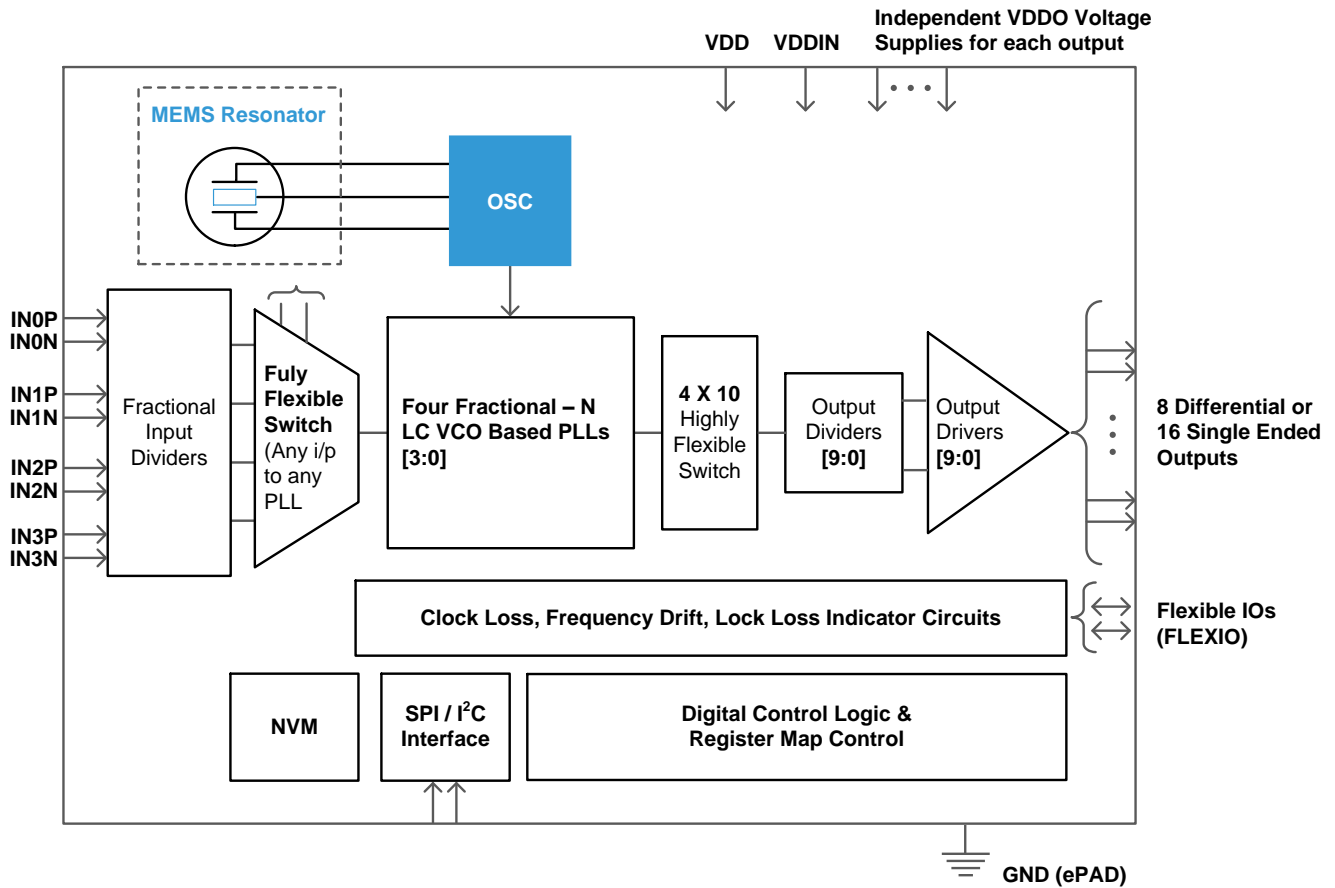 Independent VDDO Voltage
VDD VDDIN Supplies for each output
MEMS Resonator
OSC
IN0P
IN0N
IN1P
IN1N
IN2P
IN2N
IN3P
IN3N
Fractional
Input
Dividers
Fuly
Flexible
Switch
(Any i/p
to any
PLL
Four Fractional – N
LC VCO Based PLLs
[3:0]
4 X 10
Highly
Flexible
Switch
Output
Dividers
[9:0]
Output
Drivers
[9:0]
8 Differential or
16 Single Ended
Outputs
Clock Loss, Frequency Drift, Lock Loss Indicator Circuits
Flexible IOs
(FLEXIO)
NVM
SPI / I²C
Interface
Digital Control Logic &
Register Map Control
GND (ePAD)